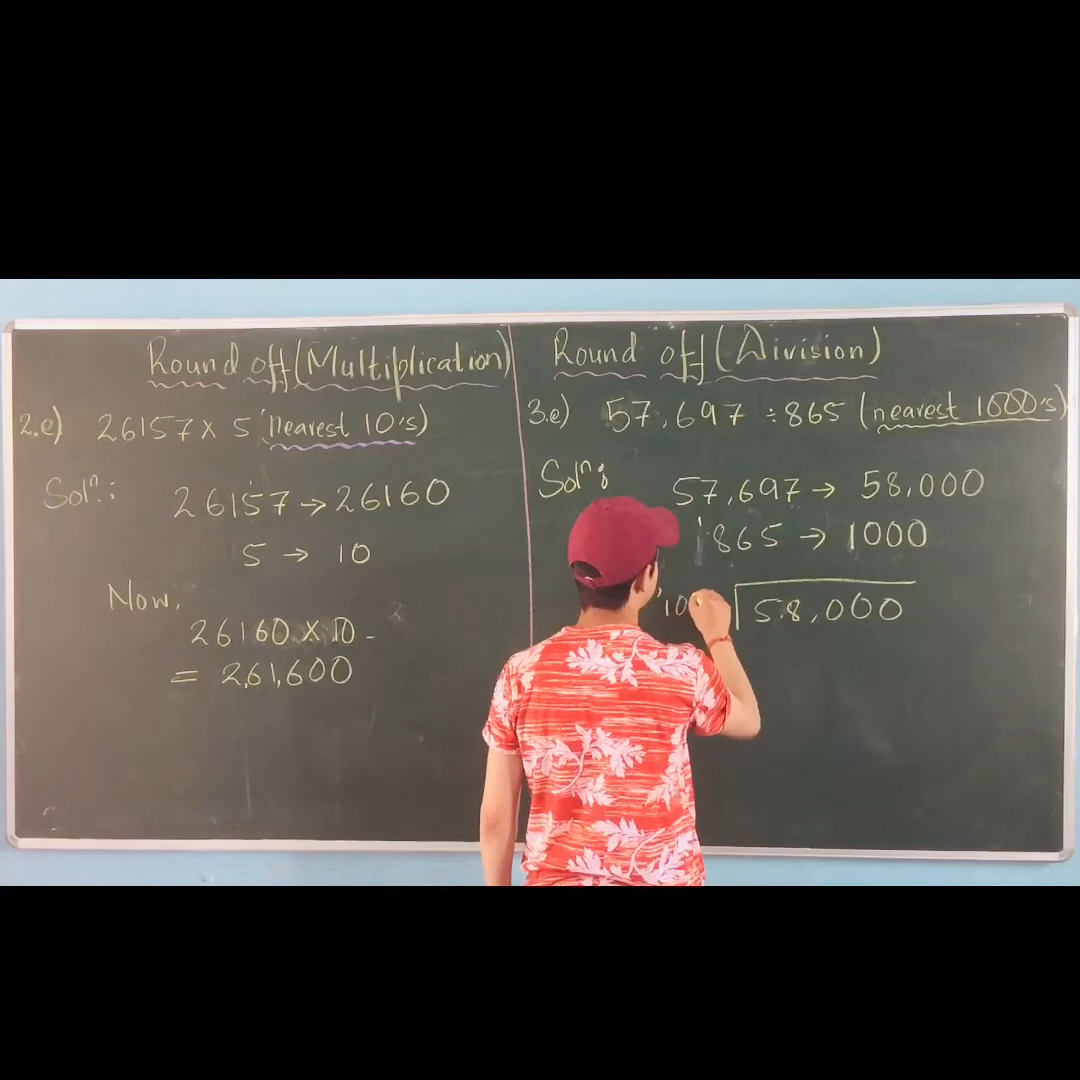 Round off (Multiplication)
2.e) 26157 x 5 (nearest 10's)
Solⁿ.:
26157 → 26160
5 → 10
Now,
26160 x 10
= 2,61,600
Round off (Division)
3.e) 57,697 ÷ 865 (nearest 1000's)
Solⁿ:
57,697 → 58,000
865 → 1000
10
58,000